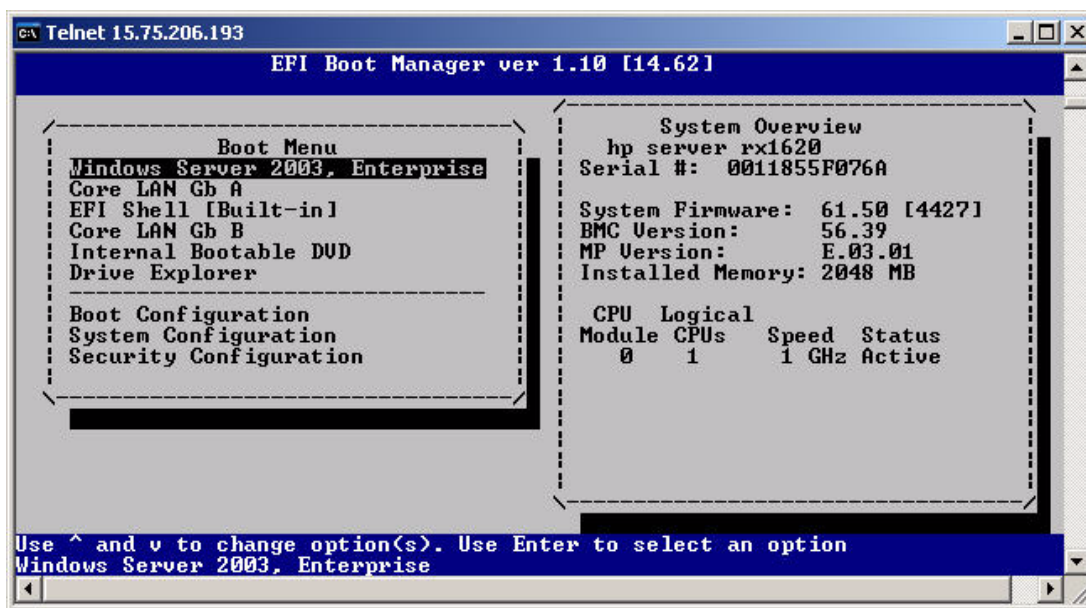 Telnet 15.75.206.193
EFI Boot Manager ver 1.10 [14.62]
Boot Menu
Windows Server 2003, Enterprise
Core LAN Gb A
EFI Shell [Built-in]
Core LAN Gb B
Internal Bootable DVD
Drive Explorer
Boot Configuration
System Configuration
Security Configuration
System Overview
hp server rx1620
Serial #: 0011855F076A
System Firmware: 61.50 [4427]
BMC Version: 56.39
MP Version: E.03.01
Installed Memory: 2048 MB
CPU Logical
Module CPUs Speed Status
0 1 1 GHz Active
Use ^ and v to change option(s). Use Enter to select an option
Windows Server 2003, Enterprise